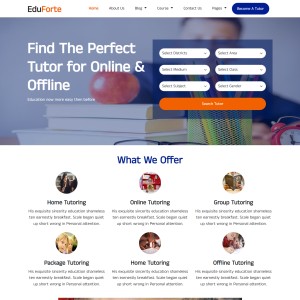 EduForte
Home About Us Blog Course Contact Us Pages Become A Tutor
Find The Perfect
Tutor for Online &
Offline
Education now more easy then before
Select Districts Select Area
Select Medium Select Class
Select Subject Select Gender
Search Tutor
What We Offer
Home Tutoring Online Tutoring Group Tutoring
His exquisite sincerity education shameless
ten earnestly breakfast. Scale began quiet
up short wrong in Personal attention.
His exquisite sincerity education shameless
ten earnestly breakfast. Scale began quiet
up short wrong in Personal attention.
His exquisite sincerity education shameless
ten earnestly breakfast. Scale began quiet
up short wrong in Personal attention.
Package Tutoring Home Tutoring Offline Tutoring
His exquisite sincerity education shameless
ten earnestly breakfast. Scale began quiet
up short wrong in Personal attention.
His exquisite sincerity education shameless
ten earnestly breakfast. Scale began quiet
up short wrong in Personal attention.
His exquisite sincerity education shameless
ten earnestly breakfast. Scale began quiet
up short wrong in Personal attention.